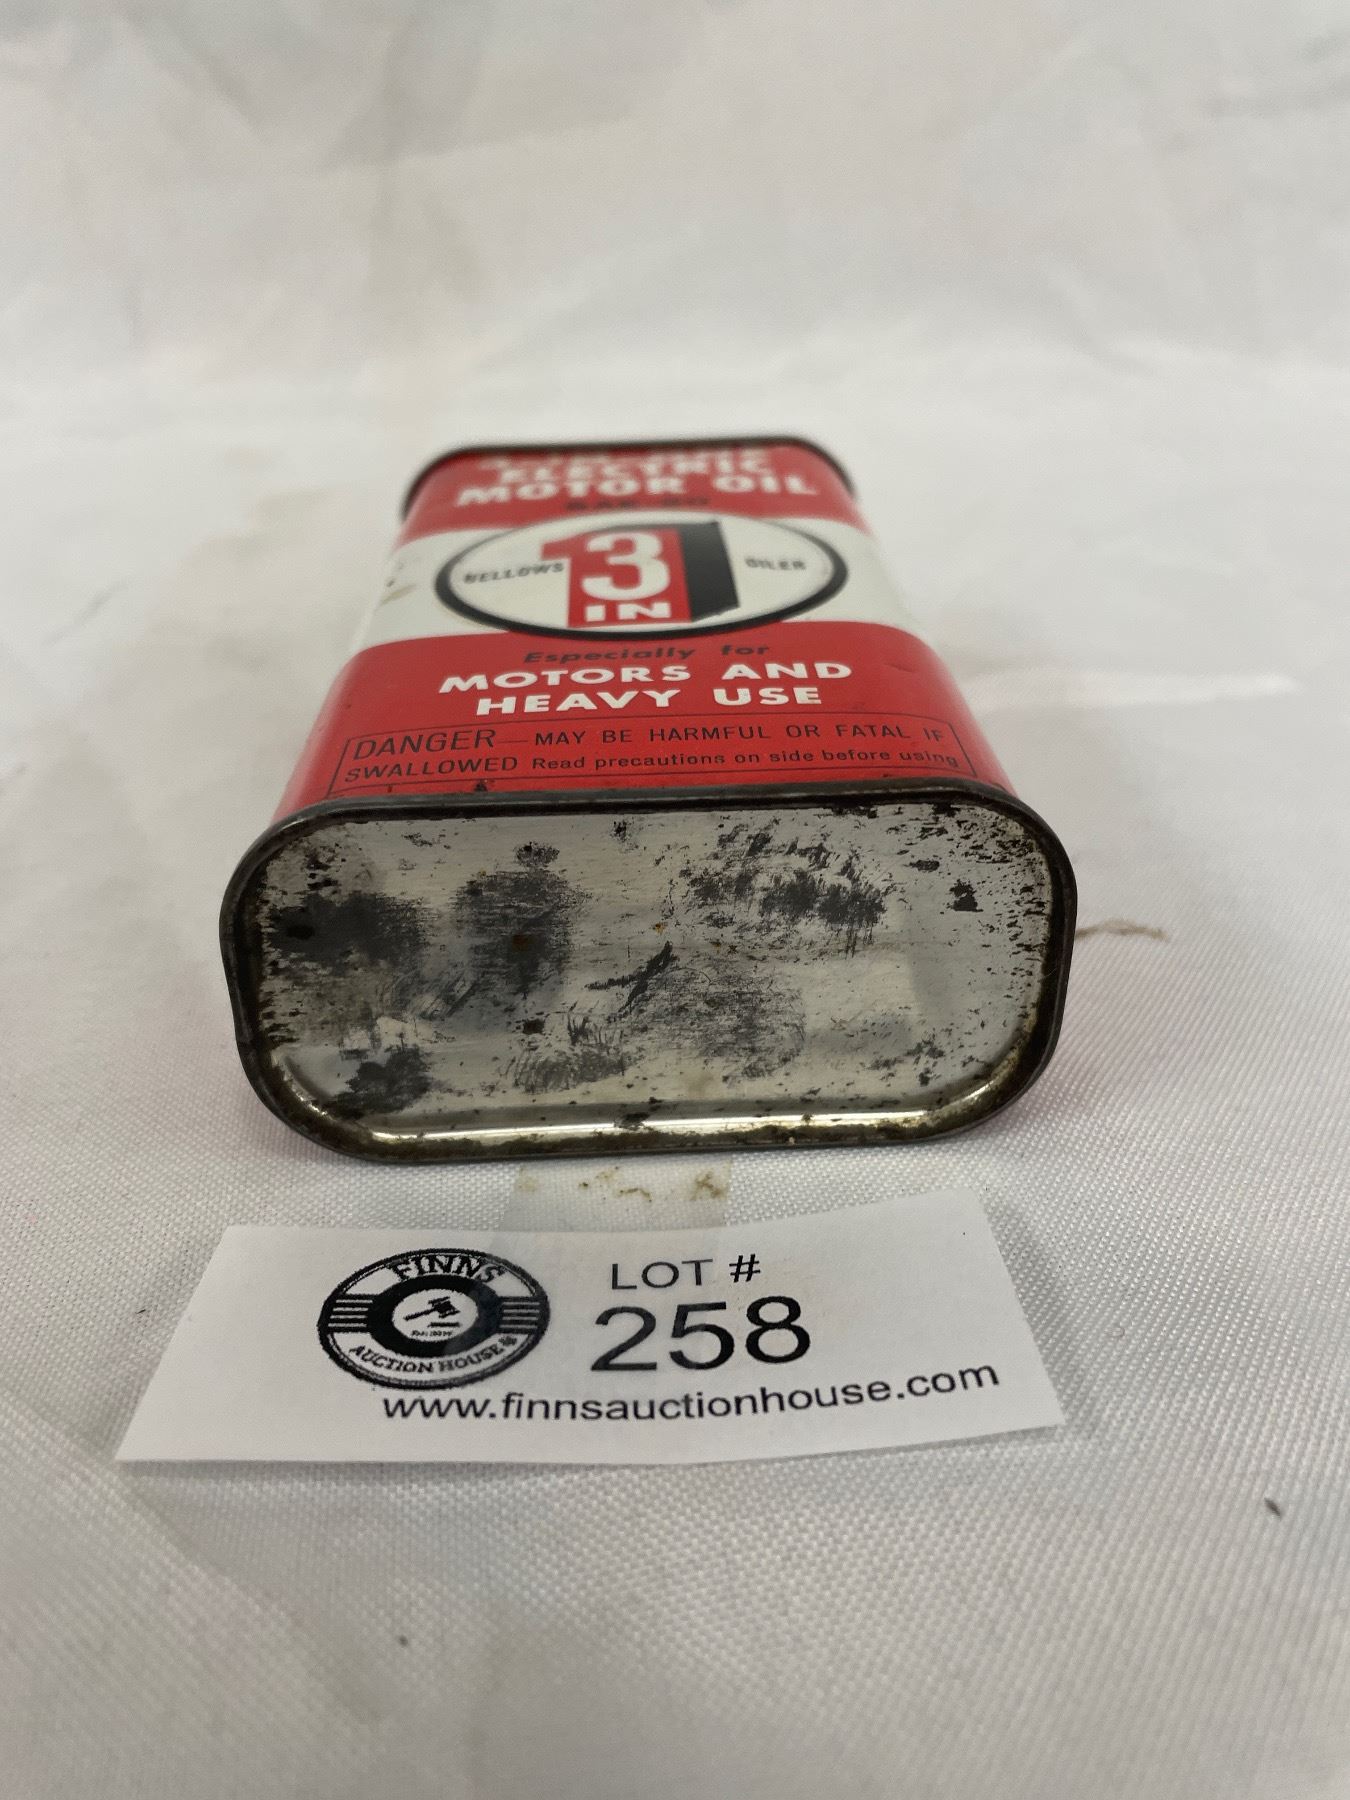 ELECTRIC
MOTOR OIL
BELLOWS 3 IN 1 OILER
Especially for
MOTORS AND
HEAVY USE
DANGER—MAY BE HARMFUL OR FATAL IF
SWALLOWED Read precautions on side before using
FINNS
AUCTION HOUSE
LOT #
258
www.finnsauctionhouse.com